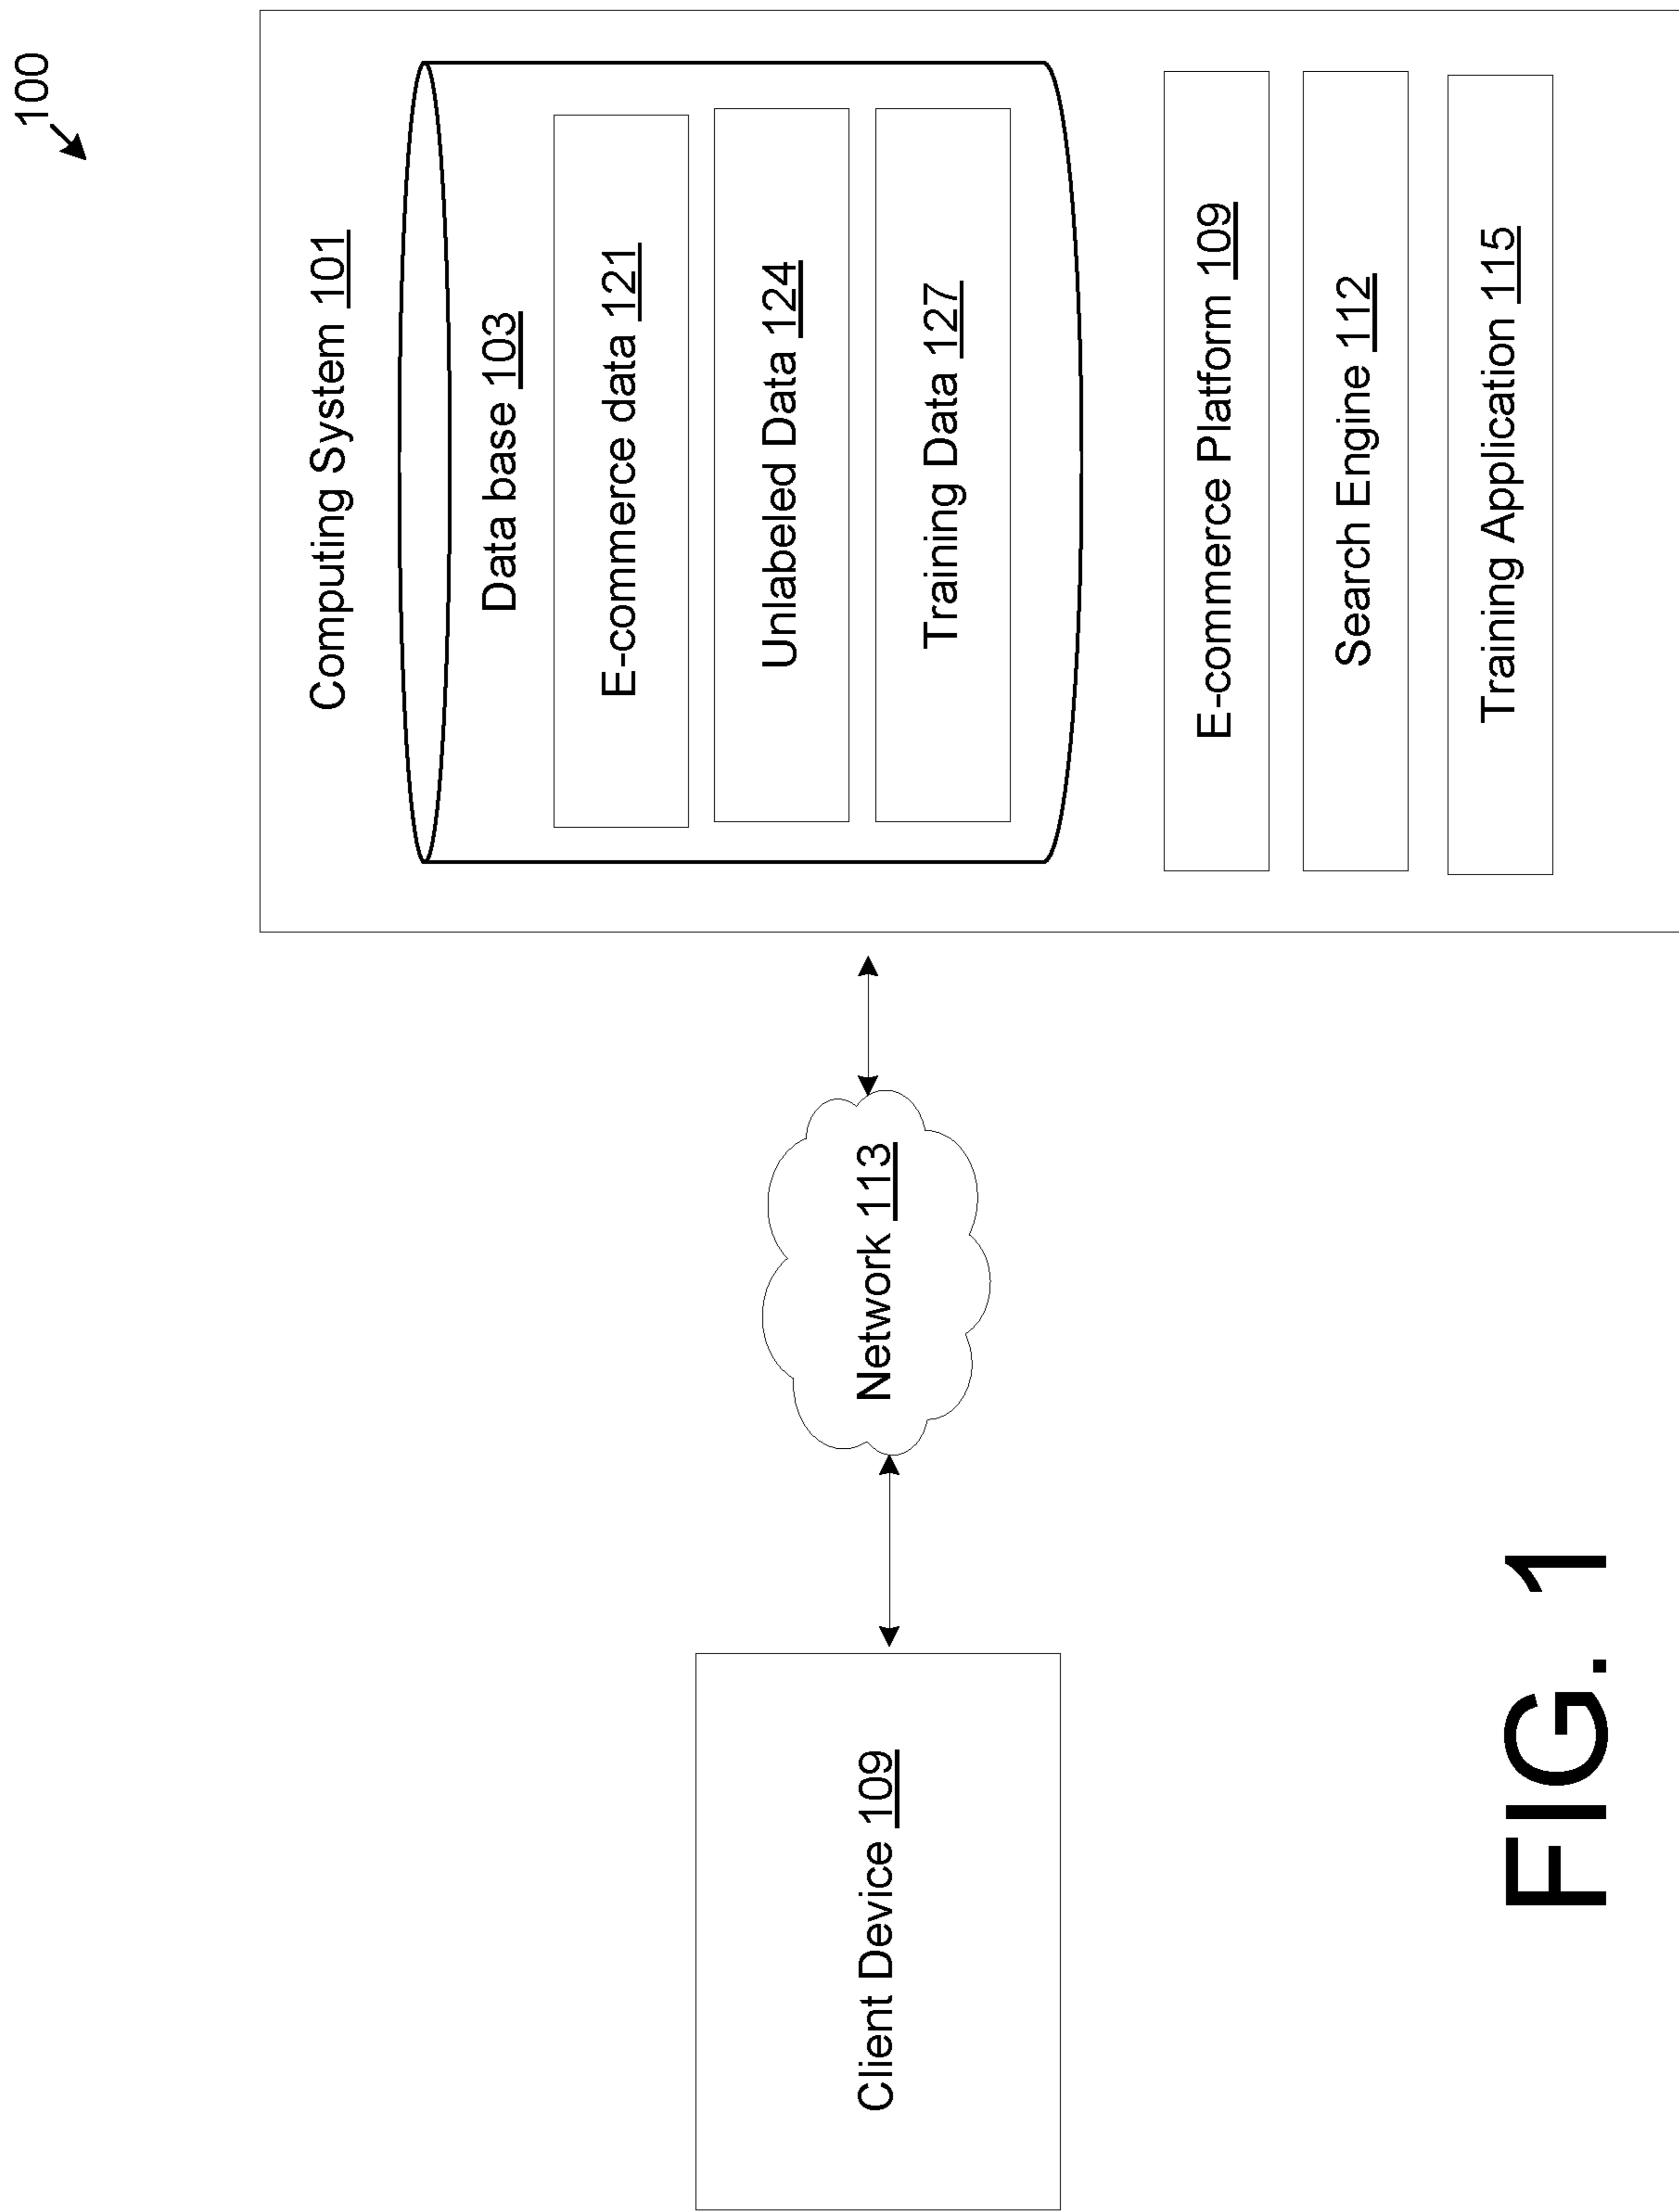 100
Computing System 101
Data base 103
E-commerce data 121
Unlabeled Data 124
Training Data 127
E-commerce Platform 109
Search Engine 112
Training Application 115
Network 113
Client Device 109
FIG. 1